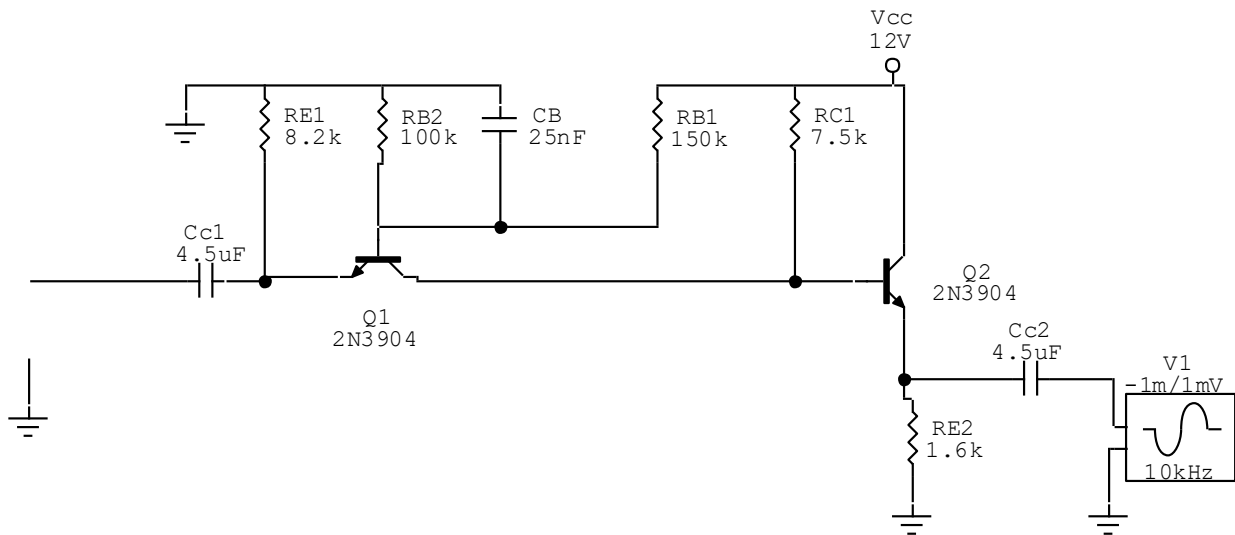 Vcc
12V
RE1
8.2k
RB2
100k
CB
25nF
RB1
150k
RC1
7.5k
Cc1
4.5uF
Q1
2N3904
Q2
2N3904
Cc2
4.5uF
V1
-1m/1mV
10kHz
RE2
1.6k